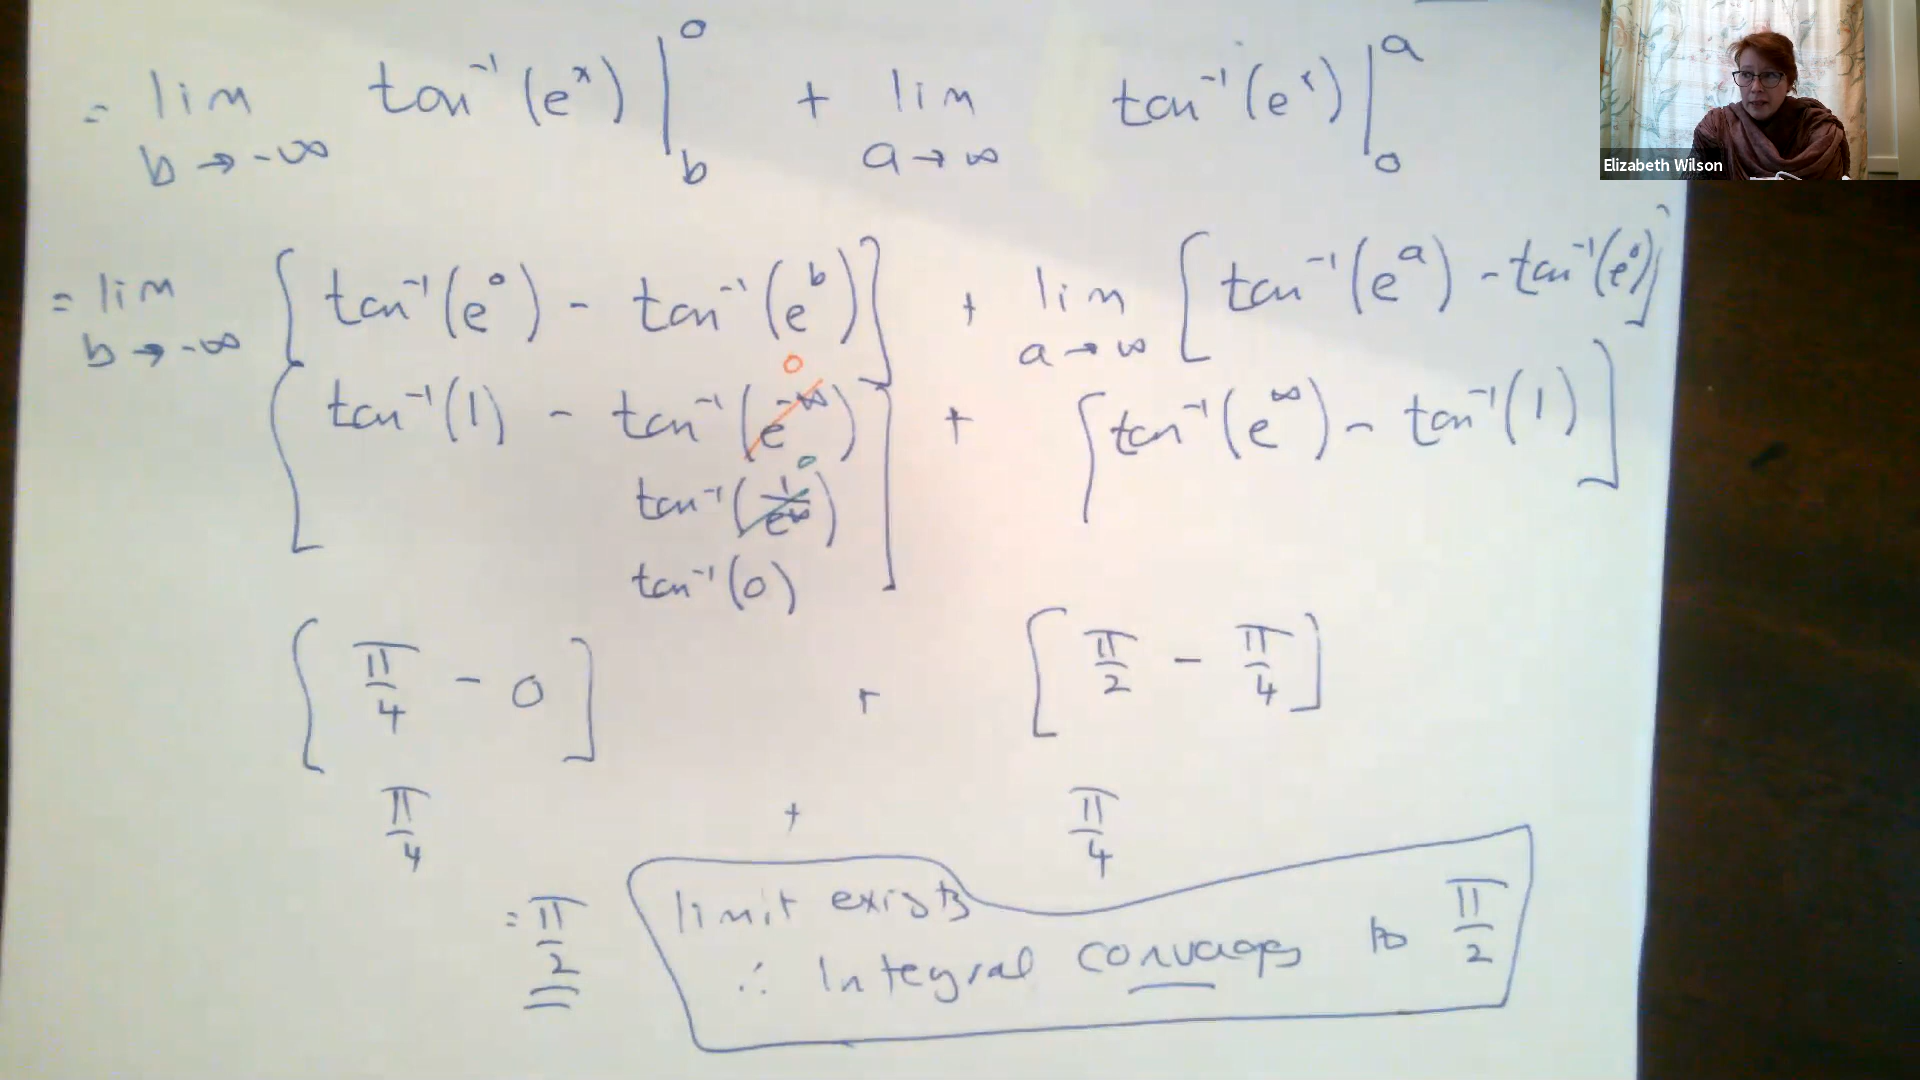 = lim b→-∞ tan⁻¹(eˣ) |₍b₎⁰ + lim a→∞ tan⁻¹(eˣ) |₀ᵃ
Elizabeth Wilson
= lim b→-∞ [tan⁻¹(e⁰) - tan⁻¹(eᵇ)] + lim a→∞ [tan⁻¹(eᵃ) - tan⁻¹(e⁰)]
0
[tan⁻¹(1) - tan⁻¹(e^-∞)] + [tan⁻¹(e^∞) - tan⁻¹(1)]
0
tan⁻¹(1/e^∞)
tan⁻¹(0)
[π/4 - 0] + [π/2 - π/4]
π/4 + π/4
= π/2
limit exists
∴ Integral converges to π/2